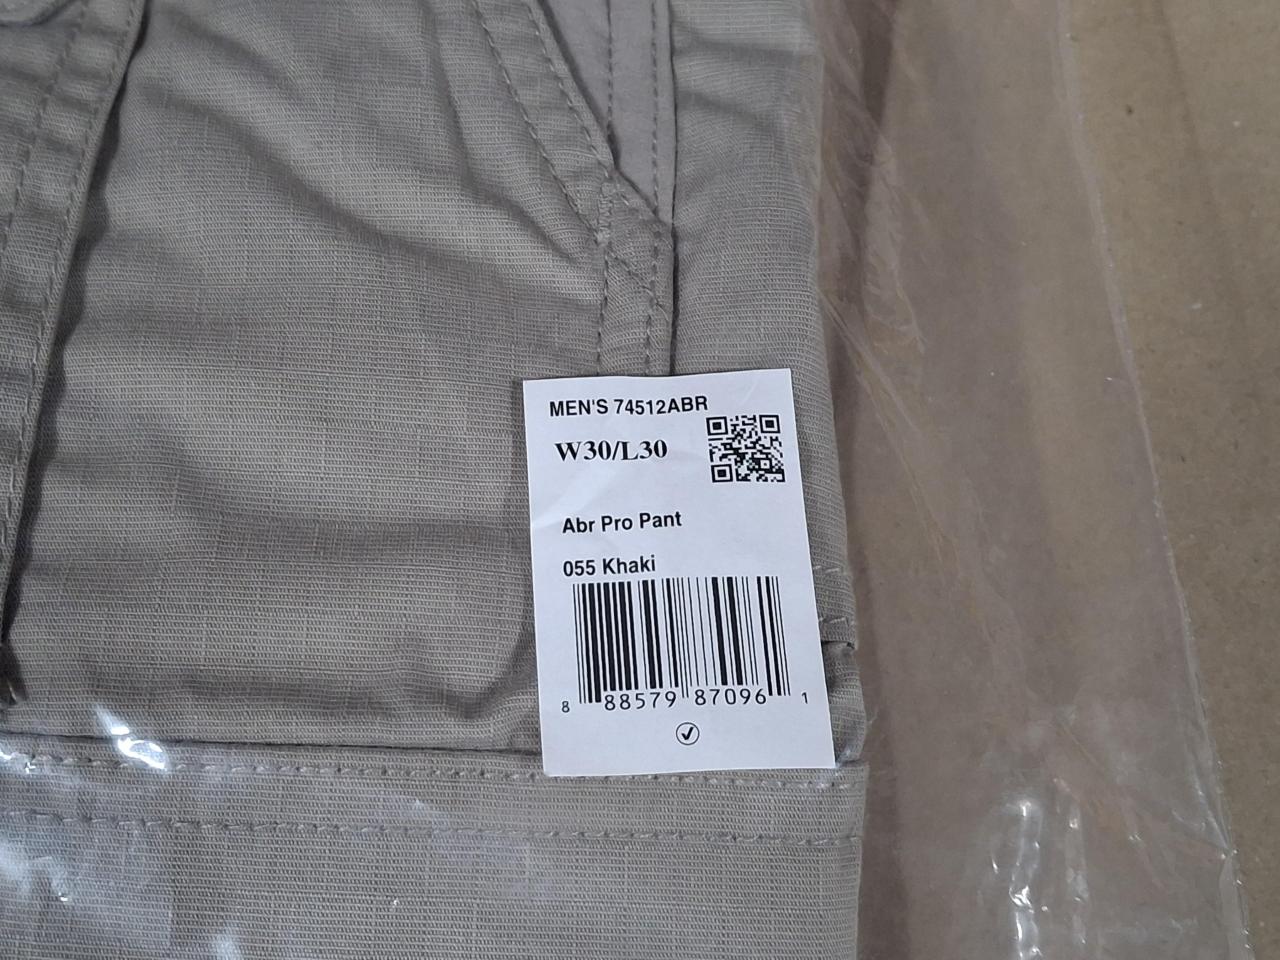 MEN'S 74512ABR
W30/L30
Abr Pro Pant
055 Khaki
8 88579 87096 1